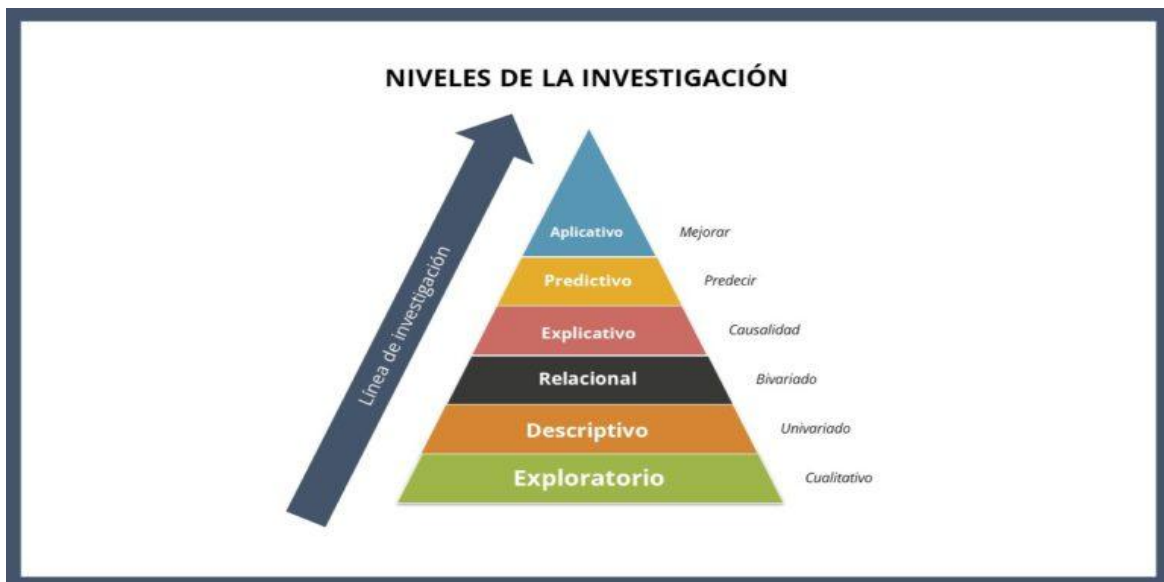 NIVELES DE LA INVESTIGACIÓN
Línea de investigación
Aplicativo Mejorar
Predictivo Predecir
Explicativo Causalidad
Relacional Bivariado
Descriptivo Univariado
Exploratorio Cualitativo